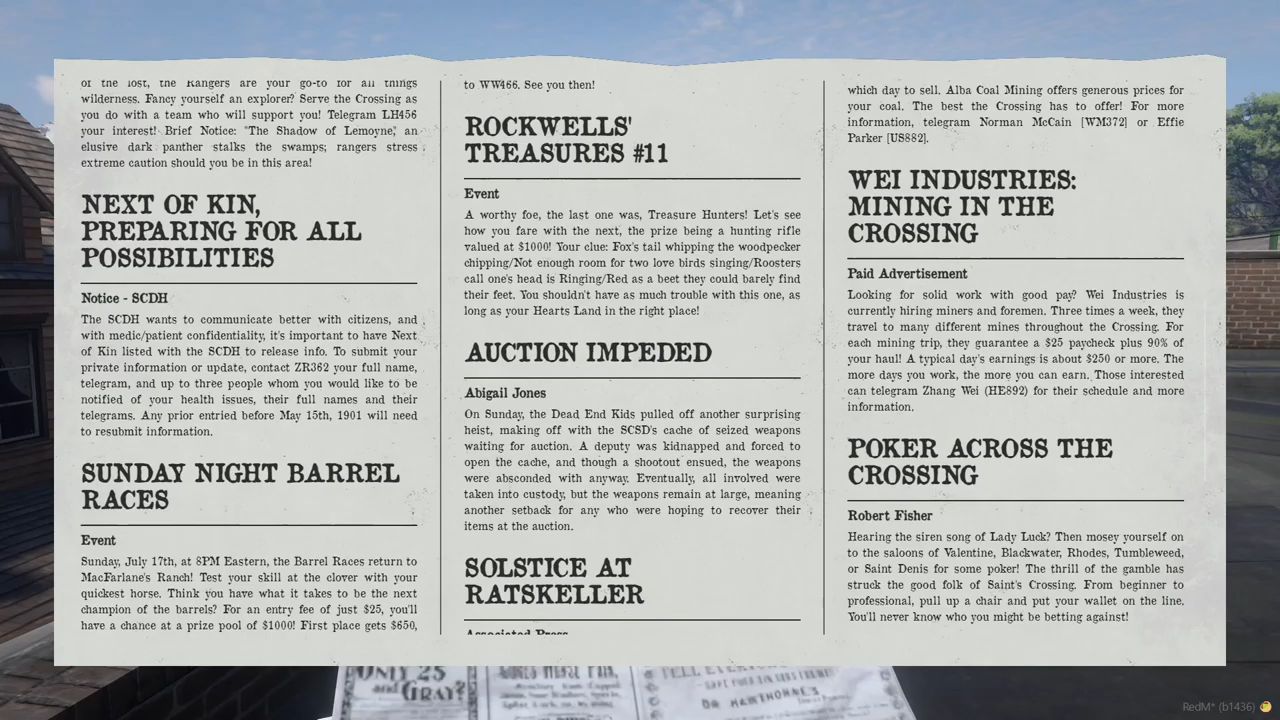 of the lost, the Rangers are your go-to for all things
wilderness. Fancy yourself an explorer? Serve the Crossing as
you do with a team who will support you! Telegram LH456
your interest! Brief Notice: "The Shadow of Lemoyne," an
elusive dark panther stalks the swamps; rangers stress
extreme caution should you be in this area!
NEXT OF KIN,
PREPARING FOR ALL
POSSIBILITIES
Notice - SCDH
The SCDH wants to communicate better with citizens, and
with medic/patient confidentiality, it's important to have Next
of Kin listed with the SCDH to release info. To submit your
private information or update, contact ZR362 your full name,
telegram, and up to three people whom you would like to be
notified of your health issues, their full names and their
telegrams. Any prior entried before May 15th, 1901 will need
to resubmit information.
SUNDAY NIGHT BARREL
RACES
Event
Sunday, July 17th, at 8PM Eastern, the Barrel Races return to
MacFarlane's Ranch! Test your skill at the clover with your
quickest horse. Think you have what it takes to be the next
champion of the barrels? For an entry fee of just $25, you'll
have a chance at a prize pool of $1000! First place gets $650,
to WW466. See you then!
ROCKWELLS'
TREASURES #11
Event
A worthy foe, the last one was, Treasure Hunters! Let's see
how you fare with the next, the prize being a hunting rifle
valued at $1000! Your clue: Fox's tail whipping the woodpecker
chipping/Not enough room for two love birds singing/Roosters
call one's head is Ringing/Red as a beet they could barely find
their feet. You shouldn't have as much trouble with this one, as
long as your Hearts Land in the right place!
AUCTION IMPEDED
Abigail Jones
On Sunday, the Dead End Kids pulled off another surprising
heist, making off with the SCSD's cache of seized weapons
waiting for auction. A deputy was kidnapped and forced to
open the cache, and though a shootout ensued, the weapons
were absconded with anyway. Eventually, all involved were
taken into custody, but the weapons remain at large, meaning
another setback for any who were hoping to recover their
items at the auction.
SOLSTICE AT
RATSKELLER
Associated Press
which day to sell. Alba Coal Mining offers generous prices for
your coal. The best the Crossing has to offer! For more
information, telegram Norman McCain [WM372] or Effie
Parker [US882].
WEI INDUSTRIES:
MINING IN THE
CROSSING
Paid Advertisement
Looking for solid work with good pay? Wei Industries is
currently hiring miners and foremen. Three times a week, they
travel to many different mines throughout the Crossing. For
each mining trip, they guarantee a $25 paycheck plus 90% of
your haul! A typical day's earnings is about $250 or more. The
more days you work, the more you can earn. Those interested
can telegram Zhang Wei (HE892) for their schedule and more
information.
POKER ACROSS THE
CROSSING
Robert Fisher
Hearing the siren song of Lady Luck? Then mosey yourself on
to the saloons of Valentine, Blackwater, Rhodes, Tumbleweed,
or Saint Denis for some poker! The thrill of the gamble has
struck the good folk of Saint's Crossing. From beginner to
professional, pull up a chair and put your wallet on the line.
You'll never know who you might be betting against!
ONLY 25
and GRAY?
DR HAWTHORNE'S
RedM* (b1436)